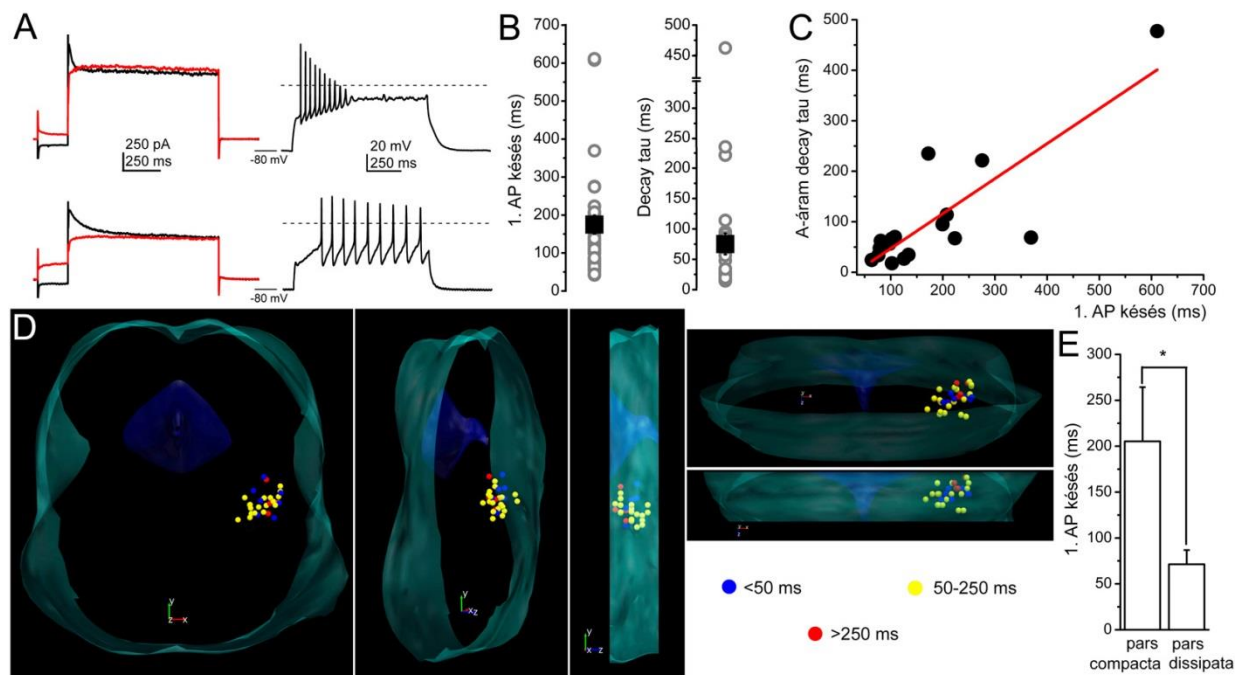 A
250 pA
250 ms
-80 mV
20 mV
250 ms
-80 mV
B
1. AP késés (ms)
700
600
500
400
300
200
100
0
Decay tau (ms)
500
450
350
300
250
200
150
100
50
0
C
A-áram decay tau (ms)
500
400
300
200
100
0
100 200 300 400 500 600 700
1. AP késés (ms)
D
y
z x
y
x z
y
z
y
z x
x
z
<50 ms
50-250 ms
>250 ms
E
*
1. AP késés (ms)
300
250
200
150
100
50
0
pars compacta
pars dissipata